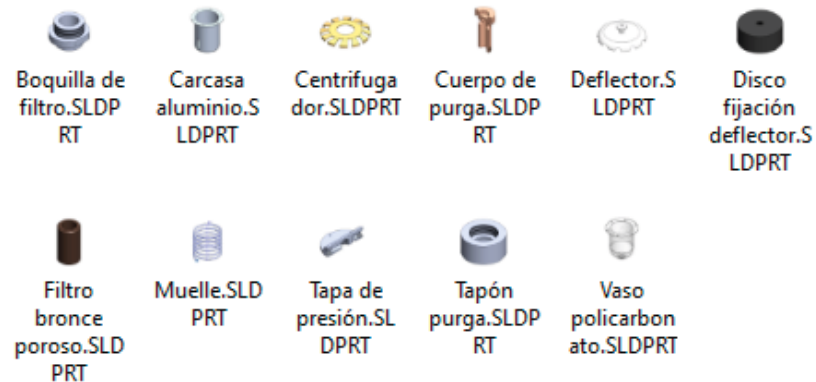 Boquilla de
filtro.SLDP
RT
Carcasa
aluminio.S
LDPRT
Centrifuga
dor.SLDPRT
Cuerpo de
purga.SLDP
RT
Deflector.S
LDPRT
Disco
fijación
deflector.S
LDPRT
Filtro
bronce
poroso.SLD
PRT
Muelle.SLD
PRT
Tapa de
presión.SL
DPRT
Tapón
purga.SLDP
RT
Vaso
policarbon
ato.SLDPRT